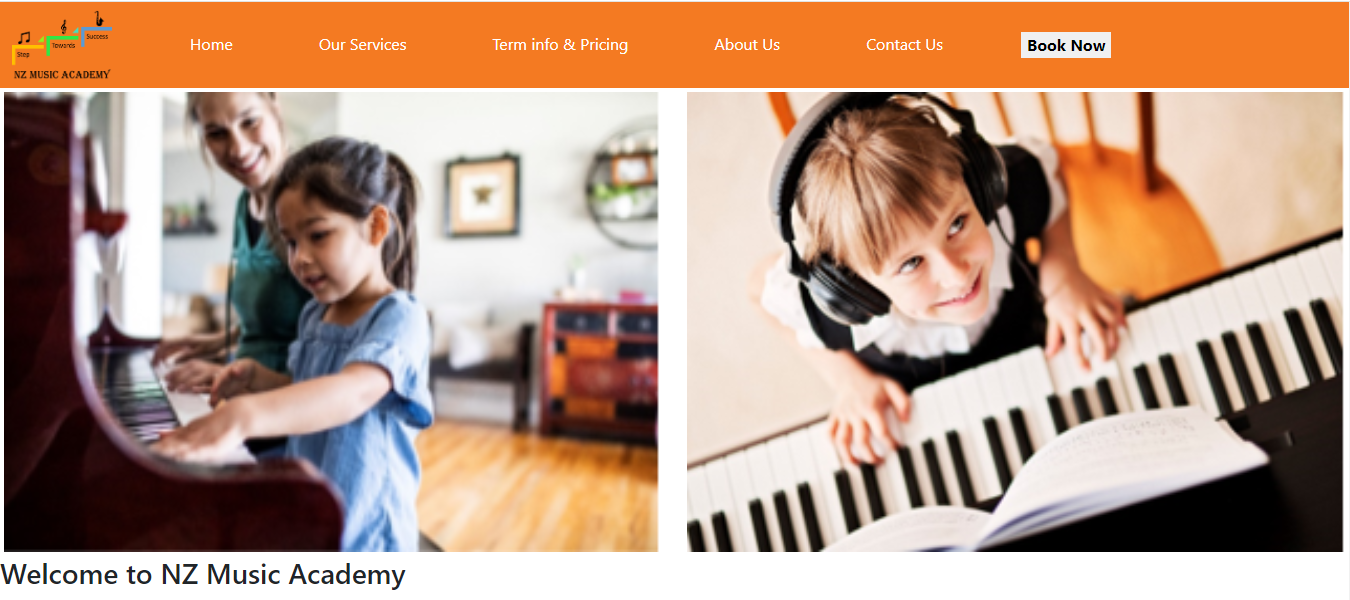 Success
Towards
Step
NZ MUSIC ACADEMY
Home Our Services Term info & Pricing About Us Contact Us Book Now
Welcome to NZ Music Academy